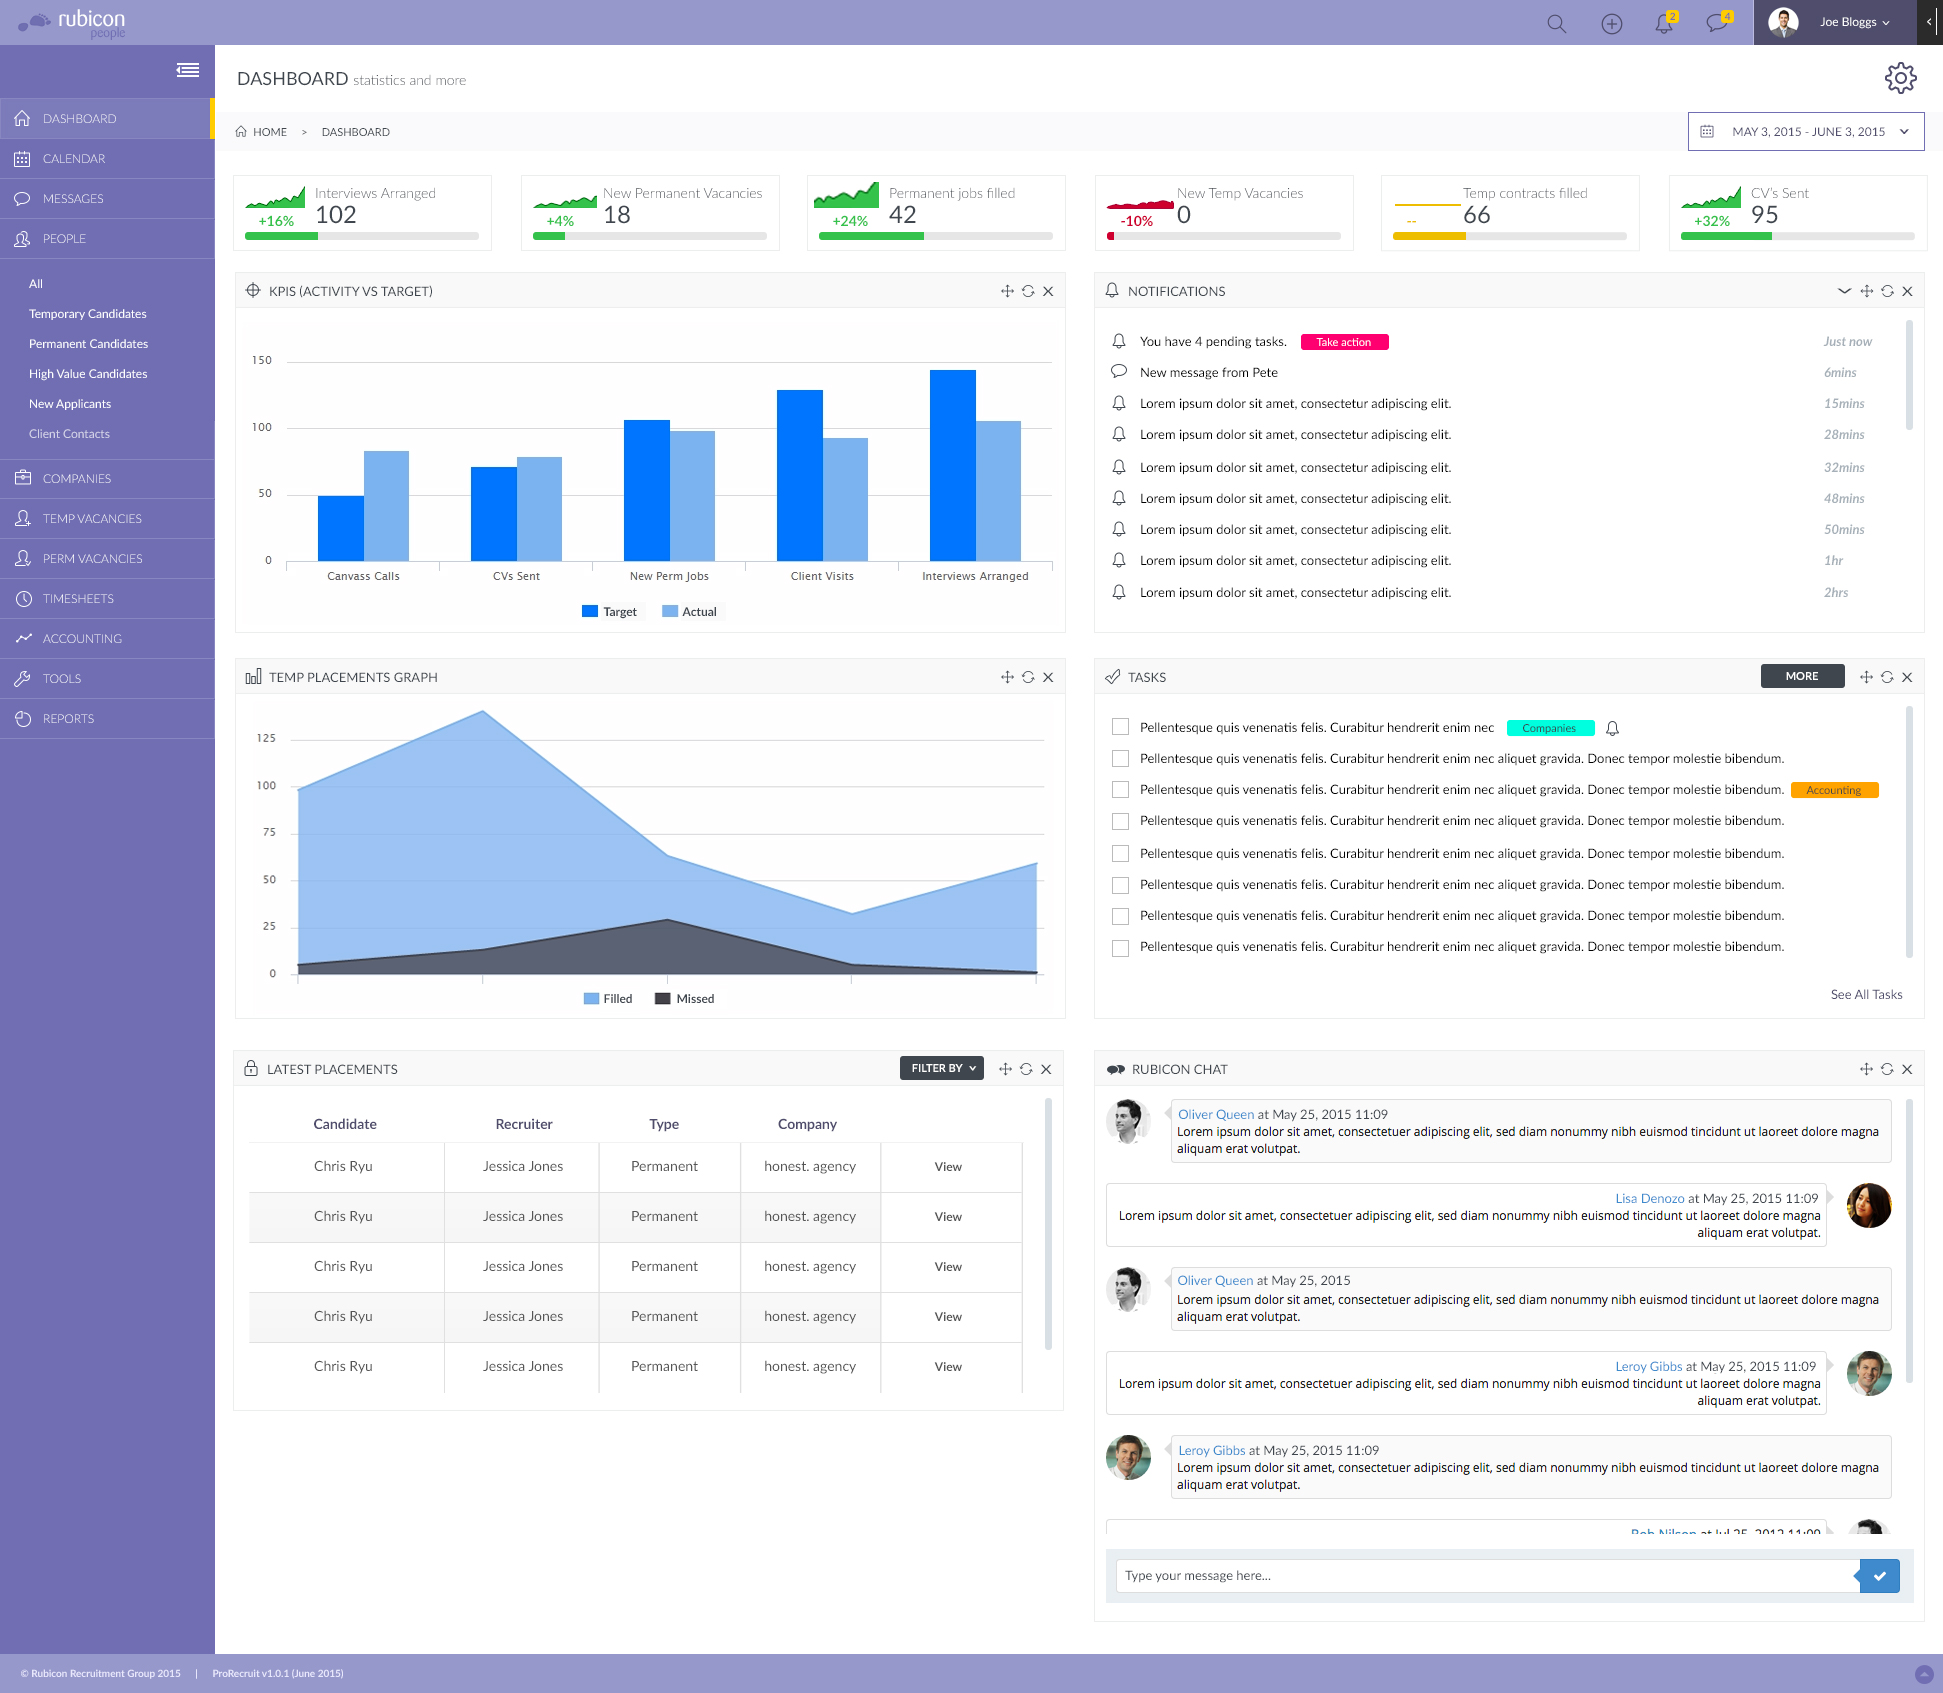 rubicon
people
2
4
Joe Bloggs
DASHBOARD
CALENDAR
MESSAGES
PEOPLE
All
Temporary Candidates
Permanent Candidates
High Value Candidates
New Applicants
Client Contacts
COMPANIES
TEMP VACANCIES
PERM VACANCIES
TIMESHEETS
ACCOUNTING
TOOLS
REPORTS
DASHBOARD statistics and more
HOME > DASHBOARD
MAY 3, 2015 - JUNE 3, 2015
Interviews Arranged
+16% 102
New Permanent Vacancies
+4% 18
Permanent jobs filled
+24% 42
New Temp Vacancies
-10% 0
Temp contracts filled
-- 66
CV's Sent
+32% 95
KPIS (ACTIVITY VS TARGET)
150
100
50
0
Canvass Calls CVs Sent New Perm Jobs Client Visits Interviews Arranged
Target Actual
NOTIFICATIONS
You have 4 pending tasks. Take action Just now
New message from Pete 6mins
Lorem ipsum dolor sit amet, consectetur adipiscing elit. 15mins
Lorem ipsum dolor sit amet, consectetur adipiscing elit. 28mins
Lorem ipsum dolor sit amet, consectetur adipiscing elit. 32mins
Lorem ipsum dolor sit amet, consectetur adipiscing elit. 48mins
Lorem ipsum dolor sit amet, consectetur adipiscing elit. 50mins
Lorem ipsum dolor sit amet, consectetur adipiscing elit. 1hr
Lorem ipsum dolor sit amet, consectetur adipiscing elit. 2hrs
TEMP PLACEMENTS GRAPH
125
100
75
50
25
0
Filled Missed
TASKS MORE
Pellentesque quis venenatis felis. Curabitur hendrerit enim nec Companies
Pellentesque quis venenatis felis. Curabitur hendrerit enim nec aliquet gravida. Donec tempor molestie bibendum.
Pellentesque quis venenatis felis. Curabitur hendrerit enim nec aliquet gravida. Donec tempor molestie bibendum. Accounting
Pellentesque quis venenatis felis. Curabitur hendrerit enim nec aliquet gravida. Donec tempor molestie bibendum.
Pellentesque quis venenatis felis. Curabitur hendrerit enim nec aliquet gravida. Donec tempor molestie bibendum.
Pellentesque quis venenatis felis. Curabitur hendrerit enim nec aliquet gravida. Donec tempor molestie bibendum.
Pellentesque quis venenatis felis. Curabitur hendrerit enim nec aliquet gravida. Donec tempor molestie bibendum.
Pellentesque quis venenatis felis. Curabitur hendrerit enim nec aliquet gravida. Donec tempor molestie bibendum.
See All Tasks
LATEST PLACEMENTS FILTER BY
Candidate Recruiter Type Company
Chris Ryu Jessica Jones Permanent honest. agency View
Chris Ryu Jessica Jones Permanent honest. agency View
Chris Ryu Jessica Jones Permanent honest. agency View
Chris Ryu Jessica Jones Permanent honest. agency View
Chris Ryu Jessica Jones Permanent honest. agency View
RUBICON CHAT
Oliver Queen at May 25, 2015 11:09
Lorem ipsum dolor sit amet, consectetuer adipiscing elit, sed diam nonummy nibh euismod tincidunt ut laoreet dolore magna
aliquam erat volutpat.
Lisa Denozo at May 25, 2015 11:09
Lorem ipsum dolor sit amet, consectetuer adipiscing elit, sed diam nonummy nibh euismod tincidunt ut laoreet dolore magna
aliquam erat volutpat.
Oliver Queen at May 25, 2015
Lorem ipsum dolor sit amet, consectetuer adipiscing elit, sed diam nonummy nibh euismod tincidunt ut laoreet dolore magna
aliquam erat volutpat.
Leroy Gibbs at May 25, 2015 11:09
Lorem ipsum dolor sit amet, consectetuer adipiscing elit, sed diam nonummy nibh euismod tincidunt ut laoreet dolore magna
aliquam erat volutpat.
Leroy Gibbs at May 25, 2015 11:09
Lorem ipsum dolor sit amet, consectetuer adipiscing elit, sed diam nonummy nibh euismod tincidunt ut laoreet dolore magna
aliquam erat volutpat.
Bob Nilson at Jul 25, 2012 11:09
Type your message here...
© Rubicon Recruitment Group 2015 | ProRecruit v1.0.1 (June 2015)